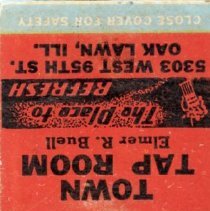 TOWN
TAP ROOM
Elmer R. Buell
The Place to
REFRESH
5303 WEST 95TH ST.
OAK LAWN, ILL.
CLOSE COVER FOR SAFETY